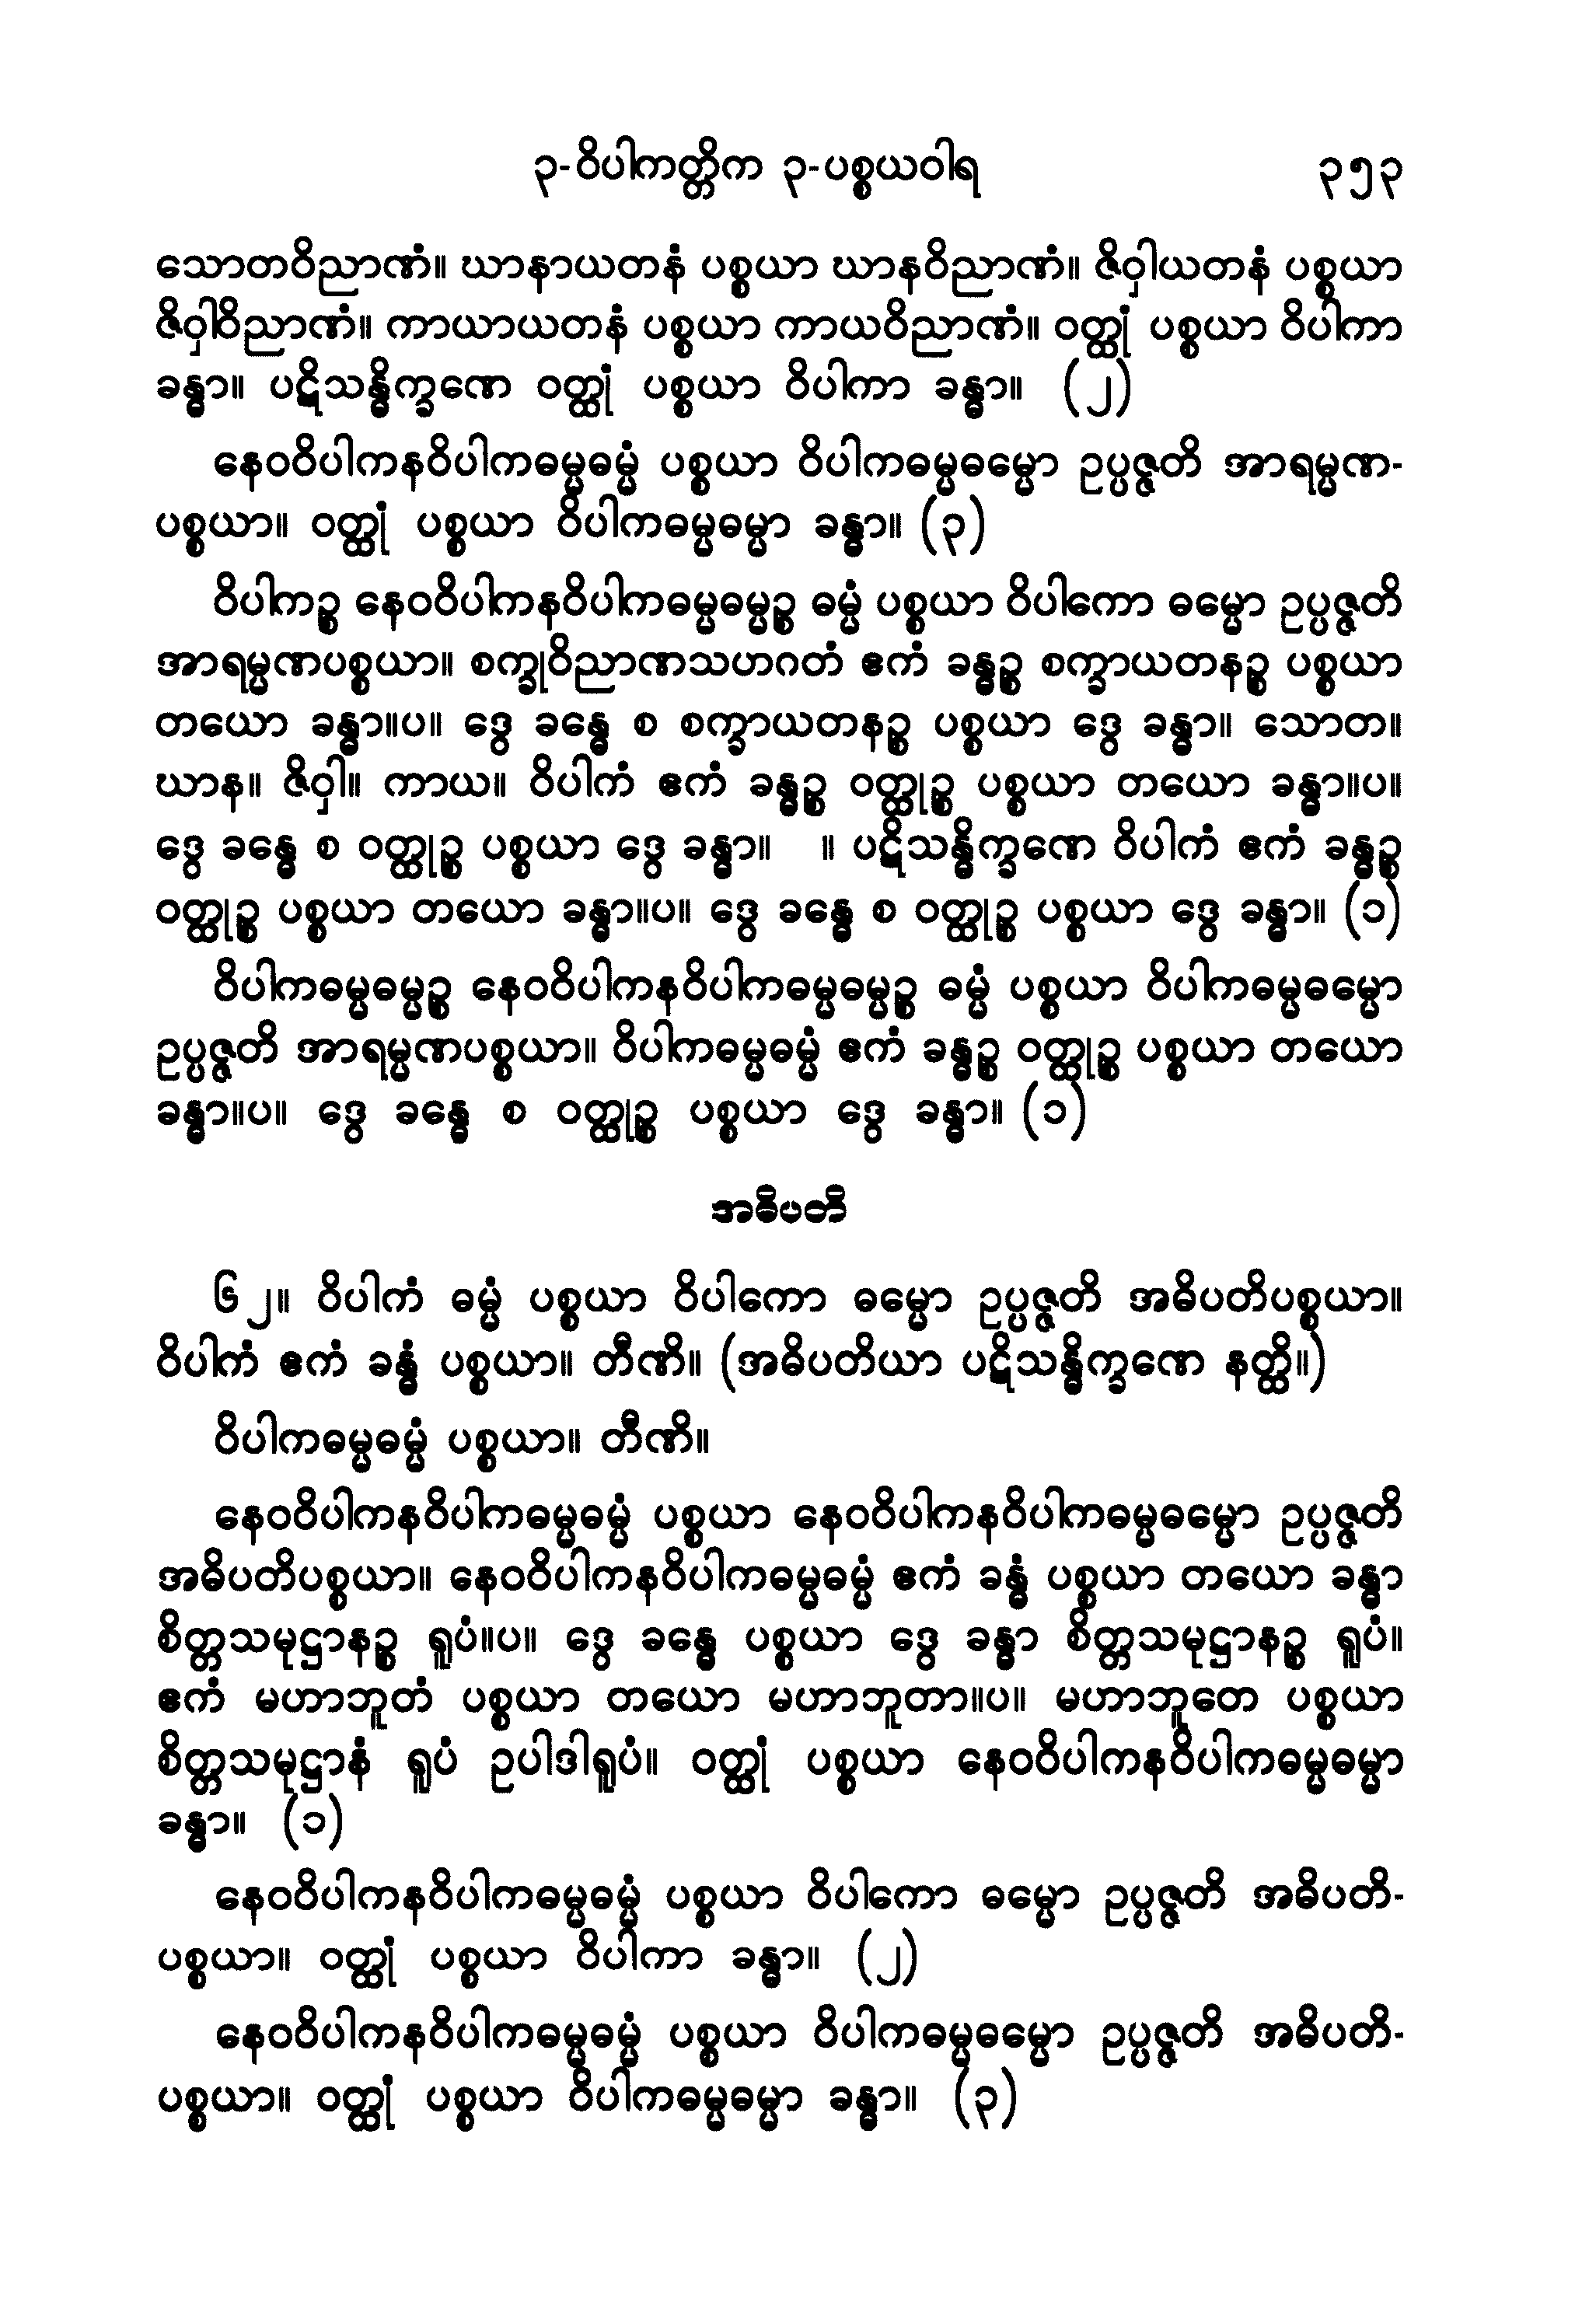 ၃-ဝိပါကတ္တိက ၃-ပစ္စယဝါရ ၃၅၃
သောတဝိညာဏံ။ ဃာနာယတနံ ပစ္စယာ ဃာနဝိညာဏံ။ ဇိဝှါယတနံ ပစ္စယာ
ဇိဝှါဝိညာဏံ။ ကာယာယတနံ ပစ္စယာ ကာယဝိညာဏံ။ ဝတ္ထုံ ပစ္စယာ ဝိပါကာ
ခန္ဓာ။ ပဋိသန္ဓိက္ခဏေ ဝတ္ထုံ ပစ္စယာ ဝိပါကာ ခန္ဓာ။ (၂)
နေဝဝိပါကနဝိပါကဓမ္မဓမ္မံ ပစ္စယာ ဝိပါကဓမ္မဓမ္မော ဥပ္ပဇ္ဇတိ အာရမ္မဏ-
ပစ္စယာ။ ဝတ္ထုံ ပစ္စယာ ဝိပါကဓမ္မဓမ္မာ ခန္ဓာ။ (၃)
ဝိပါကဉ္စ နေဝဝိပါကနဝိပါကဓမ္မဓမ္မဉ္စ ဓမ္မံ ပစ္စယာ ဝိပါကော ဓမ္မော ဥပ္ပဇ္ဇတိ
အာရမ္မဏပစ္စယာ။ စက္ခုဝိညာဏသဟဂတံ ဧကံ ခန္ဓဉ္စ စက္ခာယတနဉ္စ ပစ္စယာ
တယော ခန္ဓာ။ပ။ ဒွေ ခန္ဓေ စ စက္ခာယတနဉ္စ ပစ္စယာ ဒွေ ခန္ဓာ။ သောတ။
ဃာန။ ဇိဝှါ။ ကာယ။ ဝိပါကံ ဧကံ ခန္ဓဉ္စ ဝတ္ထုဉ္စ ပစ္စယာ တယော ခန္ဓာ။ပ။
ဒွေ ခန္ဓေ စ ဝတ္ထုဉ္စ ပစ္စယာ ဒွေ ခန္ဓာ။ ။ ပဋိသန္ဓိက္ခဏေ ဝိပါကံ ဧကံ ခန္ဓဉ္စ
ဝတ္ထုဉ္စ ပစ္စယာ တယော ခန္ဓာ။ပ။ ဒွေ ခန္ဓေ စ ဝတ္ထုဉ္စ ပစ္စယာ ဒွေ ခန္ဓာ။ (၁)
ဝိပါကဓမ္မဓမ္မဉ္စ နေဝဝိပါကနဝိပါကဓမ္မဓမ္မဉ္စ ဓမ္မံ ပစ္စယာ ဝိပါကဓမ္မဓမ္မော
ဥပ္ပဇ္ဇတိ အာရမ္မဏပစ္စယာ။ ဝိပါကဓမ္မဓမ္မံ ဧကံ ခန္ဓဉ္စ ဝတ္ထုဉ္စ ပစ္စယာ တယော
ခန္ဓာ။ပ။ ဒွေ ခန္ဓေ စ ဝတ္ထုဉ္စ ပစ္စယာ ဒွေ ခန္ဓာ။ (၁)
အဓိပတိ
၆၂။ ဝိပါကံ ဓမ္မံ ပစ္စယာ ဝိပါကော ဓမ္မော ဥပ္ပဇ္ဇတိ အဓိပတိပစ္စယာ။
ဝိပါကံ ဧကံ ခန္ဓံ ပစ္စယာ။ တီဏိ။ (အဓိပတိယာ ပဋိသန္ဓိက္ခဏေ နတ္ထိ။)
ဝိပါကဓမ္မဓမ္မံ ပစ္စယာ။ တီဏိ။
နေဝဝိပါကနဝိပါကဓမ္မဓမ္မံ ပစ္စယာ နေဝဝိပါကနဝိပါကဓမ္မဓမ္မော ဥပ္ပဇ္ဇတိ
အဓိပတိပစ္စယာ။ နေဝဝိပါကနဝိပါကဓမ္မဓမ္မံ ဧကံ ခန္ဓံ ပစ္စယာ တယော ခန္ဓာ
စိတ္တသမုဋ္ဌာနဉ္စ ရူပံ။ပ။ ဒွေ ခန္ဓေ ပစ္စယာ ဒွေ ခန္ဓာ စိတ္တသမုဋ္ဌာနဉ္စ ရူပံ။
ဧကံ မဟာဘူတံ ပစ္စယာ တယော မဟာဘူတာ။ပ။ မဟာဘူတေ ပစ္စယာ
စိတ္တသမုဋ္ဌာနံ ရူပံ ဥပါဒါရူပံ။ ဝတ္ထုံ ပစ္စယာ နေဝဝိပါကနဝိပါကဓမ္မဓမ္မာ
ခန္ဓာ။ (၁)
နေဝဝိပါကနဝိပါကဓမ္မဓမ္မံ ပစ္စယာ ဝိပါကော ဓမ္မော ဥပ္ပဇ္ဇတိ အဓိပတိ-
ပစ္စယာ။ ဝတ္ထုံ ပစ္စယာ ဝိပါကာ ခန္ဓာ။ (၂)
နေဝဝိပါကနဝိပါကဓမ္မဓမ္မံ ပစ္စယာ ဝိပါကဓမ္မဓမ္မော ဥပ္ပဇ္ဇတိ အဓိပတိ-
ပစ္စယာ။ ဝတ္ထုံ ပစ္စယာ ဝိပါကဓမ္မဓမ္မာ ခန္ဓာ။ (၃)